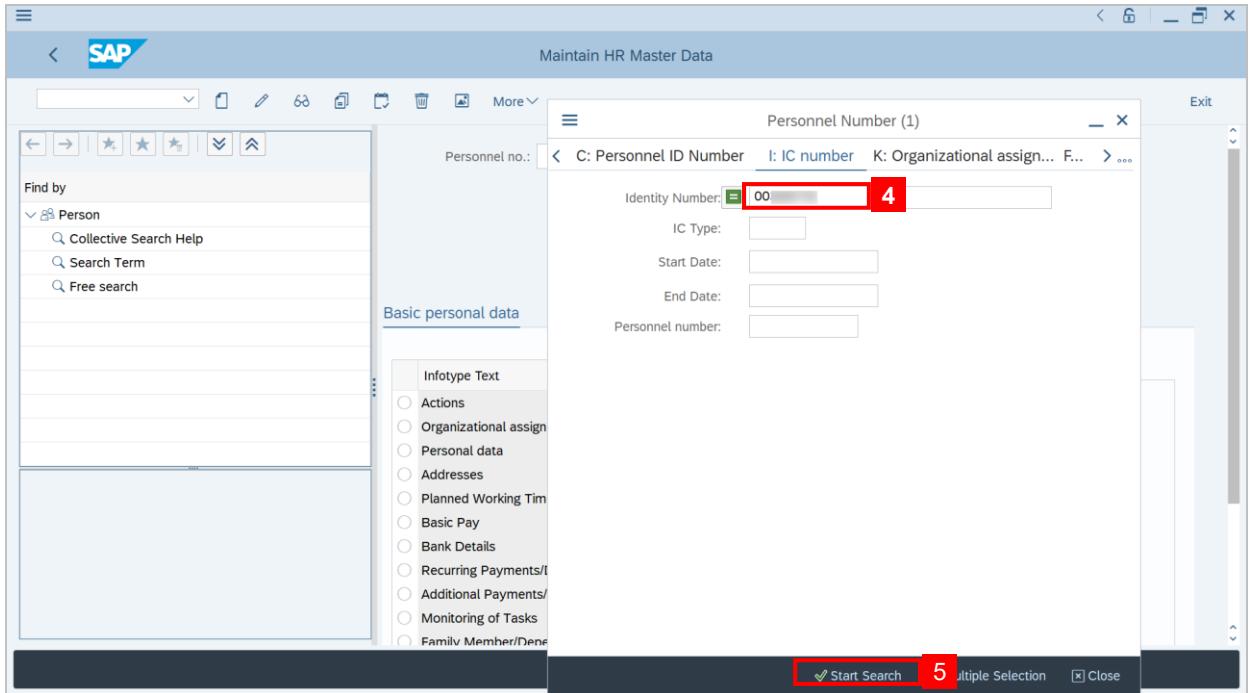 SAP
Maintain HR Master Data
More
Exit
Personnel Number (1)
Personnel no.:
C: Personnel ID Number
I: IC number
K: Organizational assign...
F...
Find by
Person
Collective Search Help
Search Term
Free search
Identity Number:
00
4
IC Type:
Start Date:
End Date:
Personnel number:
Basic personal data
Infotype Text
Actions
Organizational assign
Personal data
Addresses
Planned Working Tim
Basic Pay
Bank Details
Recurring Payments/
Additional Payments/
Monitoring of Tasks
Family Member/Depe
Start Search
5
ultiple Selection
Close